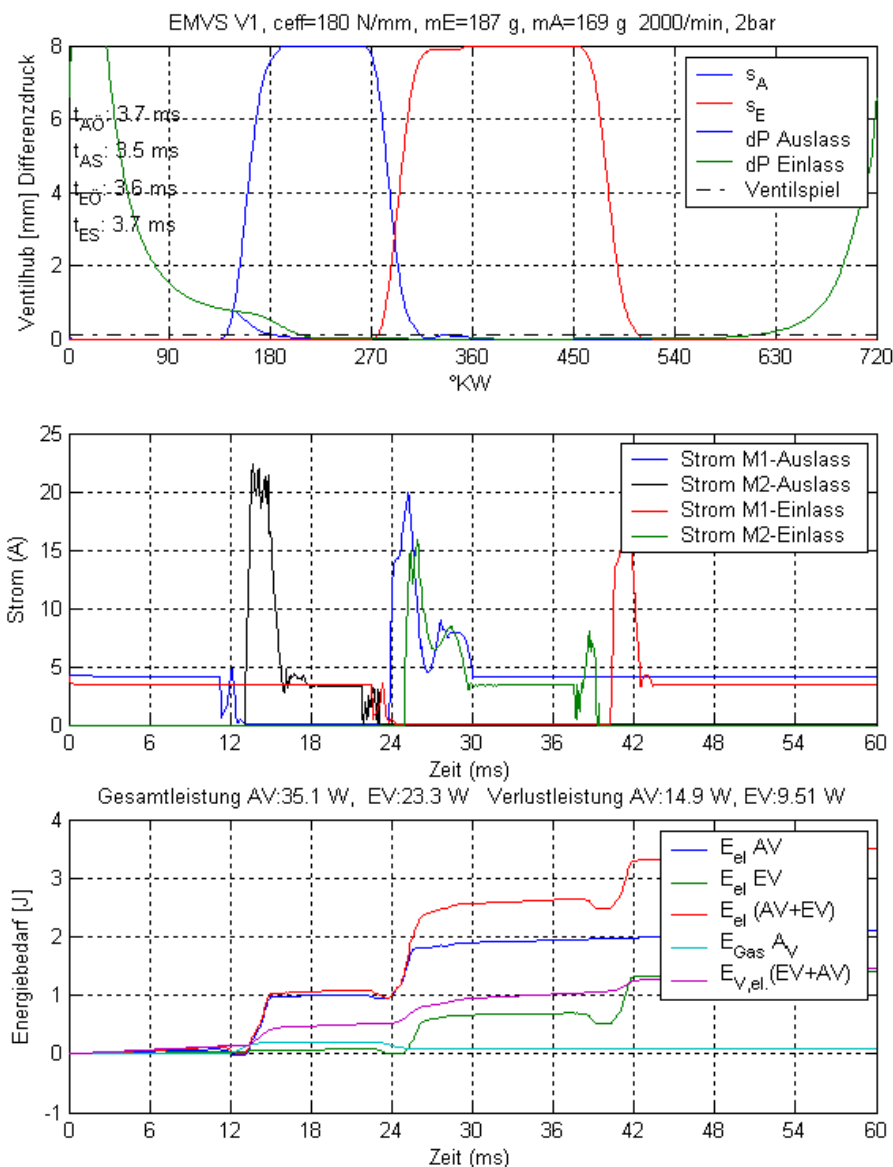 EMVS V1, ceff=180 N/mm, mE=187 g, mA=169 g 2000/min, 2bar
Ventilhub [mm] Differenzdruck
8
6
4
2
0
t_AÖ: 3.7 ms
t_AS: 3.5 ms
t_EÖ: 3.6 ms
t_ES: 3.7 ms
s_A
s_E
dP Auslass
dP Einlass
Ventilspiel
0 90 180 270 360 450 540 630 720
°KW
Strom (A)
25
20
15
10
5
0
Strom M1-Auslass
Strom M2-Auslass
Strom M1-Einlass
Strom M2-Einlass
0 6 12 18 24 30 36 42 48 54 60
Zeit (ms)
Gesamtleistung AV:35.1 W, EV:23.3 W Verlustleistung AV:14.9 W, EV:9.51 W
Energiebedarf [J]
4
3
2
1
0
-1
E_el AV
E_el EV
E_el (AV+EV)
E_Gas A_V
E_V,el.(EV+AV)
0 6 12 18 24 30 36 42 48 54 60
Zeit (ms)